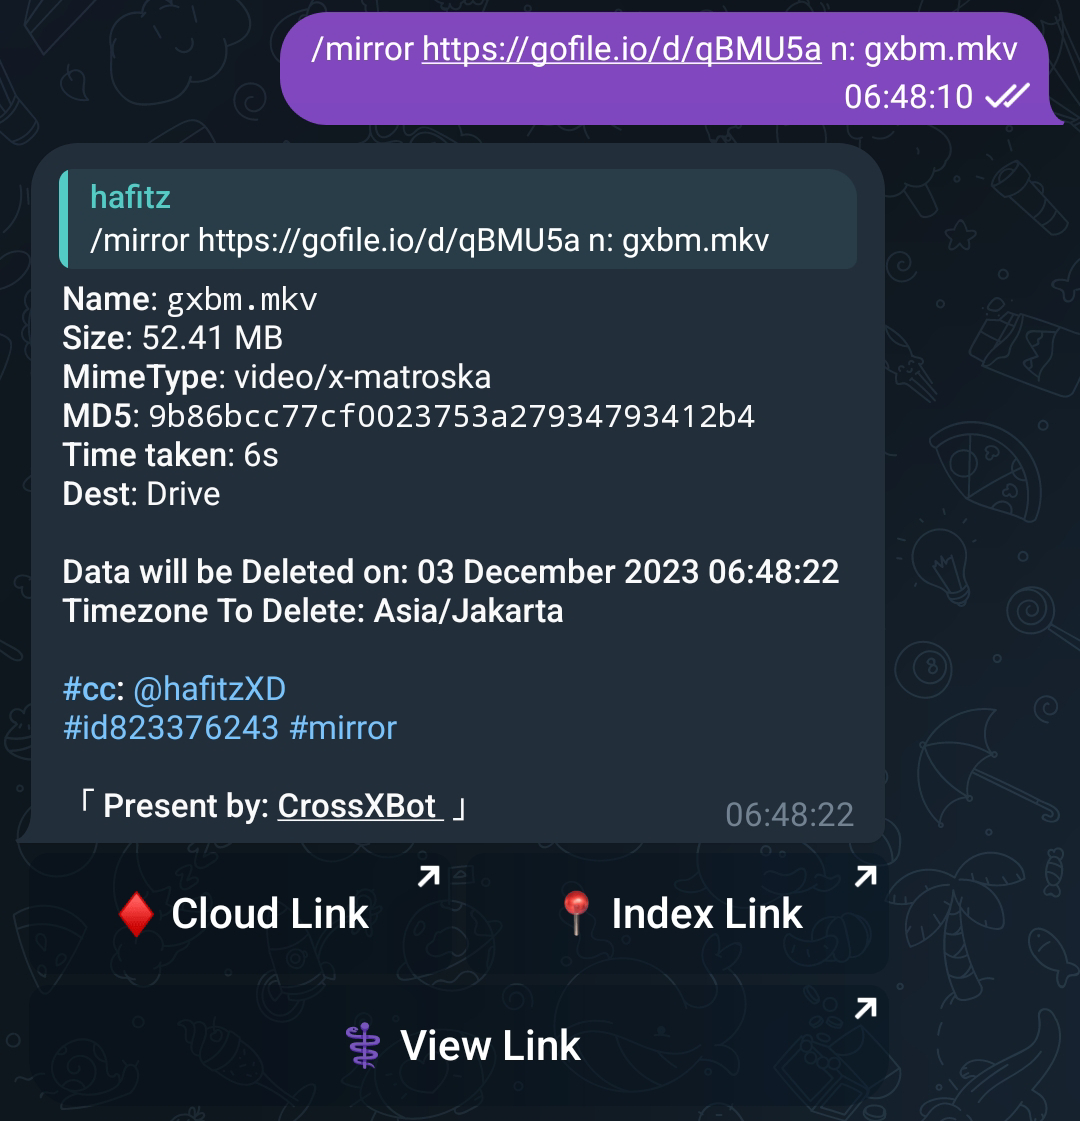 /mirror https://gofile.io/d/qBMU5a n: gxbm.mkv
06:48:10
hafitz
/mirror https://gofile.io/d/qBMU5a n: gxbm.mkv
Name: gxbm.mkv
Size: 52.41 MB
MimeType: video/x-matroska
MD5: 9b86bcc77cf0023753a27934793412b4
Time taken: 6s
Dest: Drive
Data will be Deleted on: 03 December 2023 06:48:22
Timezone To Delete: Asia/Jakarta
#cc: @hafitzXD
#id823376243 #mirror
「 Present by: CrossXBot 」
06:48:22
Cloud Link
Index Link
View Link